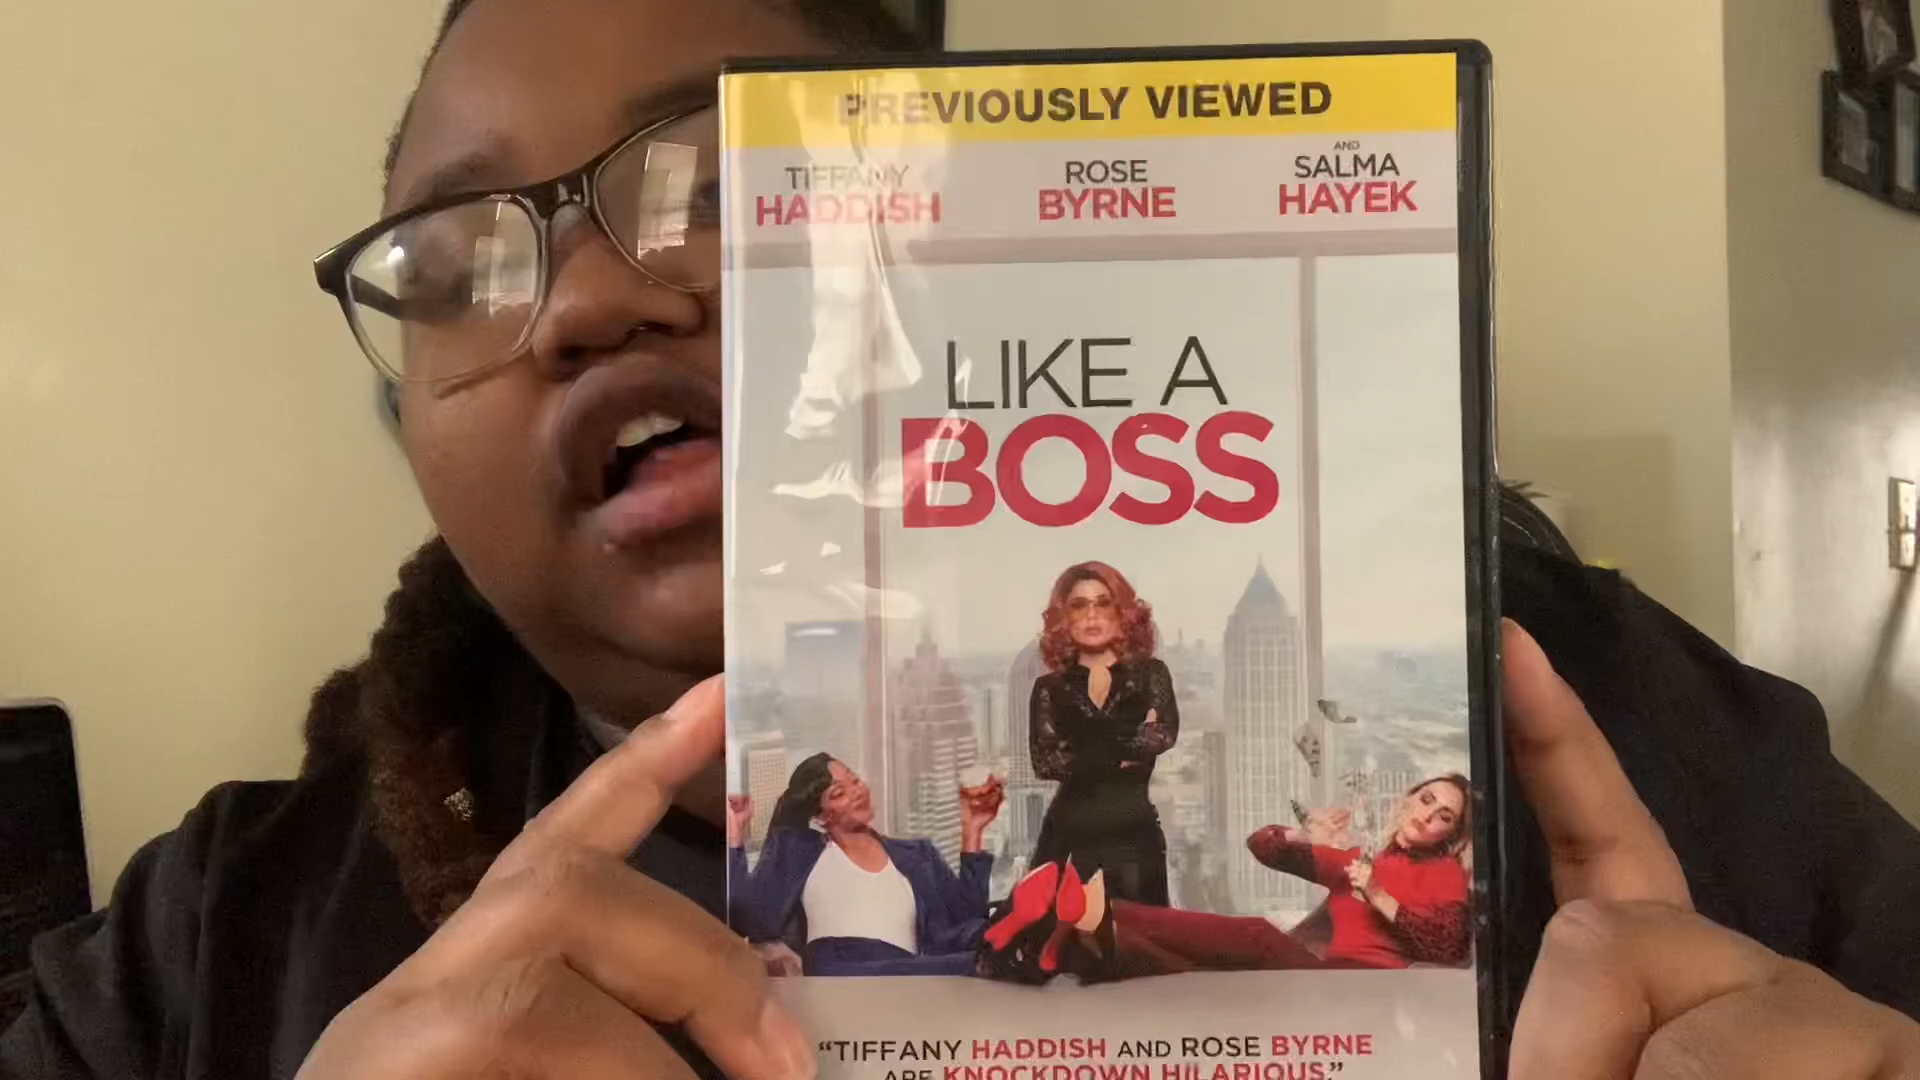 PREVIOUSLY VIEWED
TIFFANY HADDISH
ROSE BYRNE
AND SALMA HAYEK
LIKE A
BOSS
“TIFFANY HADDISH AND ROSE BYRNE
ARE KNOCKDOWN HILARIOUS.”